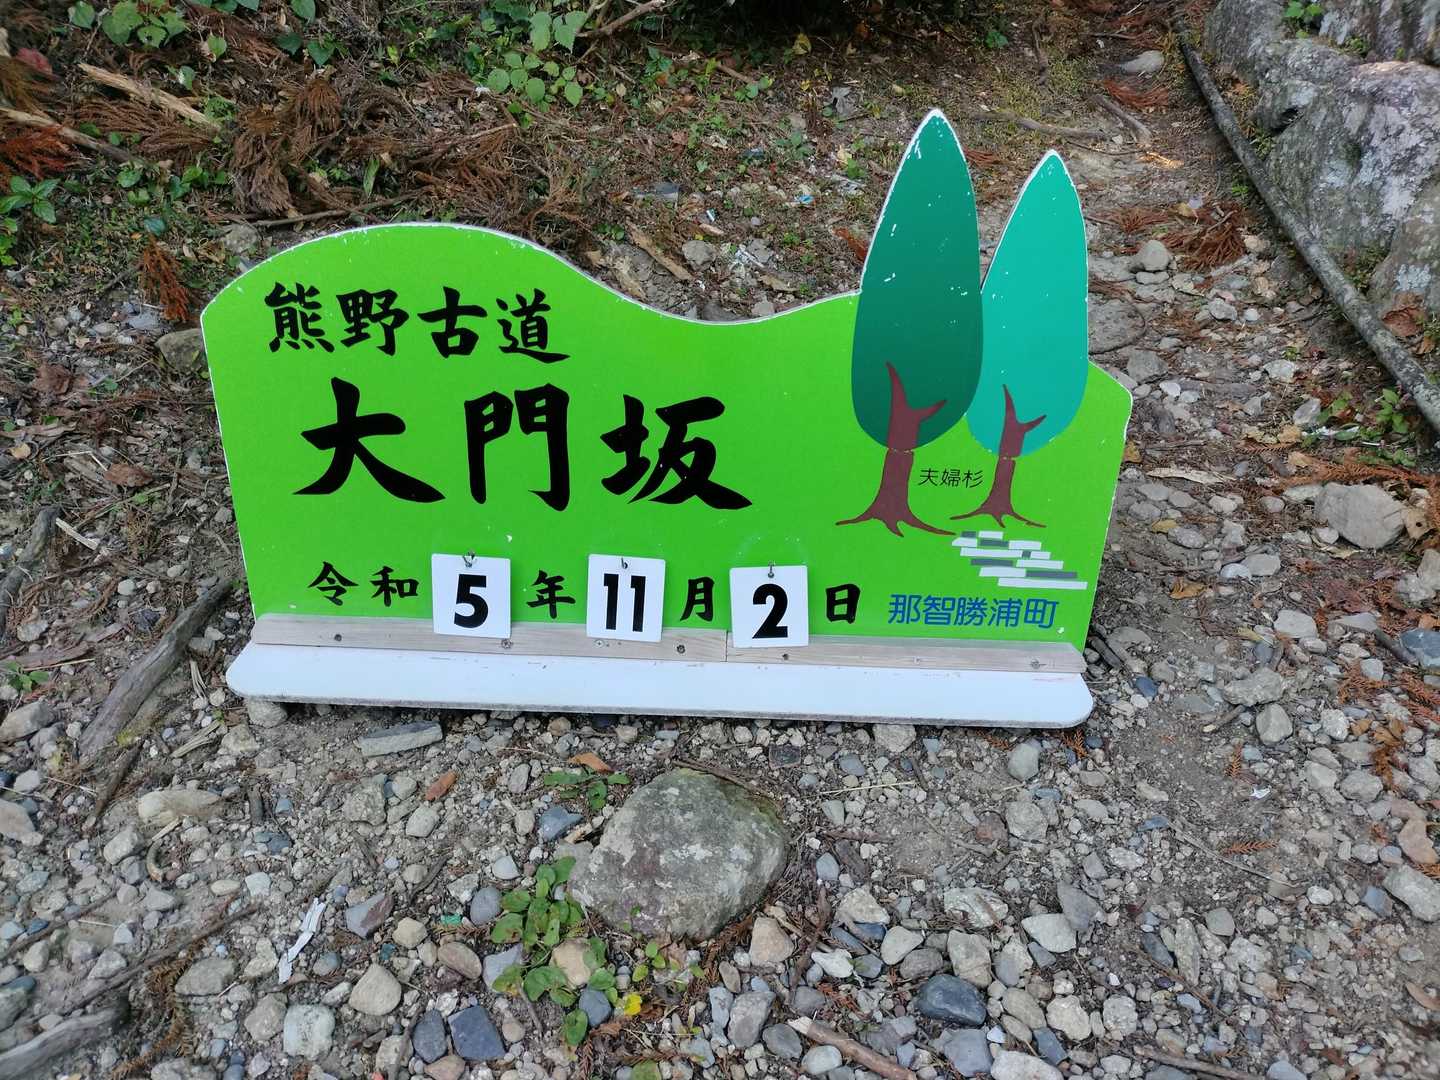 熊野古道
大門坂
夫婦杉
令和5年11月2日
那智勝浦町